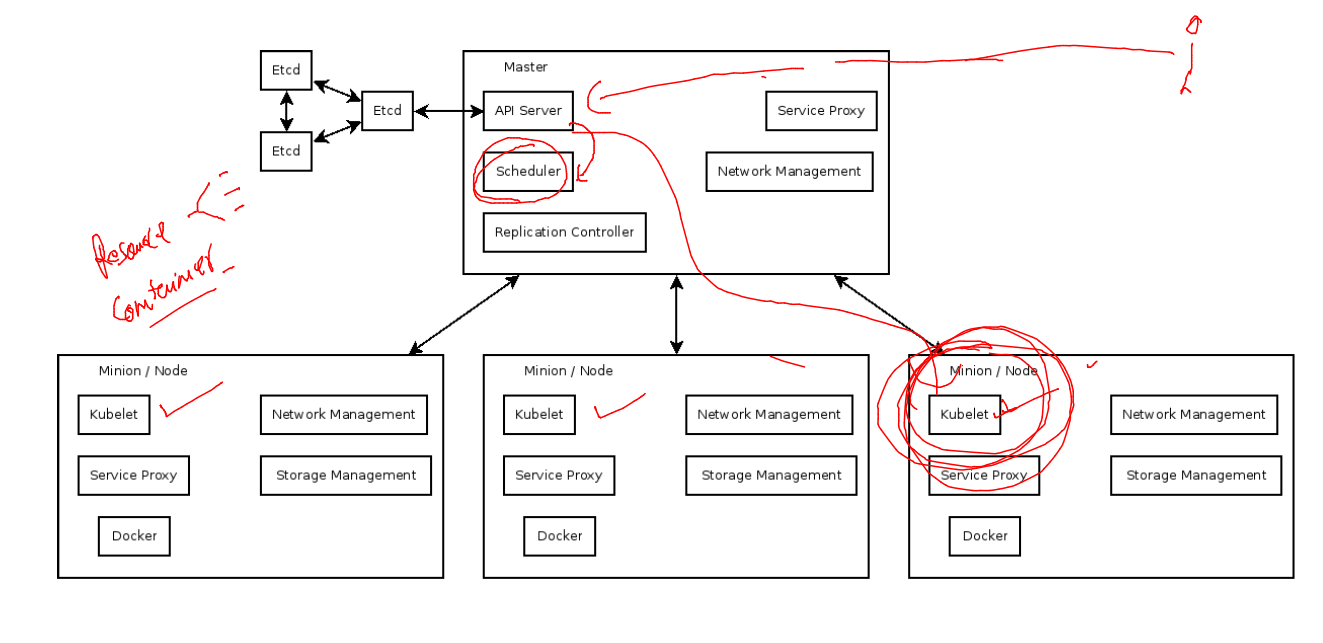 Etcd
Etcd
Etcd
Master
API Server
Service Proxy
Scheduler
Network Management
Replication Controller
Resource
Container
Minion / Node
Kubelet
Network Management
Service Proxy
Storage Management
Docker
Minion / Node
Kubelet
Network Management
Service Proxy
Storage Management
Docker
Minion / Node
Kubelet
Network Management
Service Proxy
Storage Management
Docker